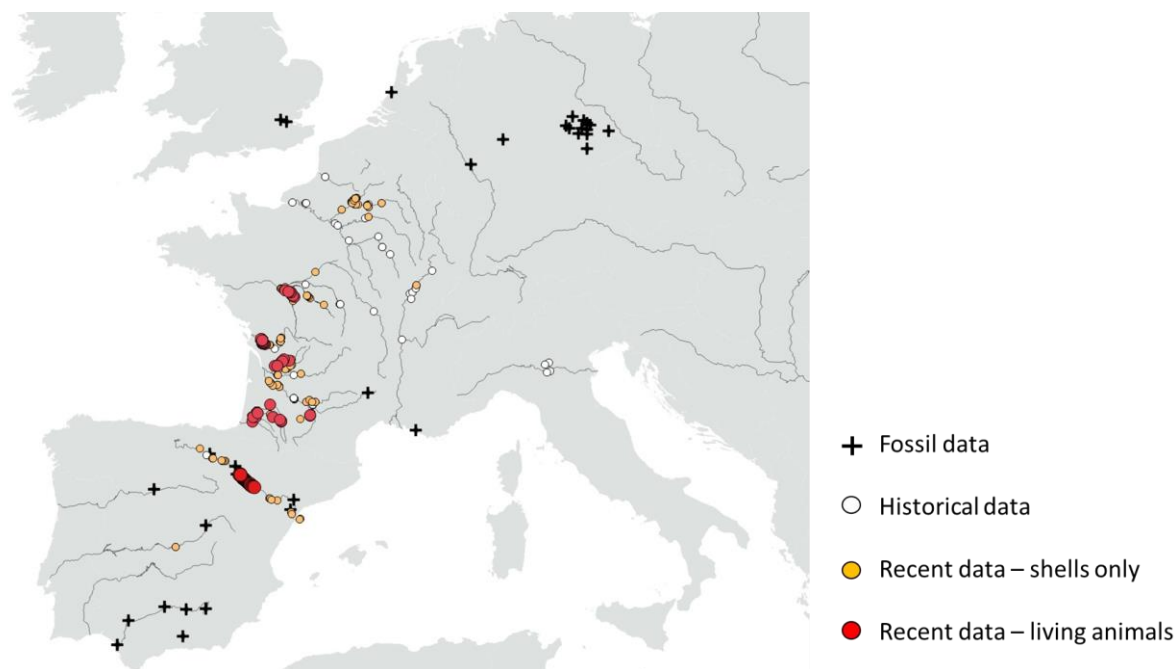 Fossil data
Historical data
Recent data – shells only
Recent data – living animals